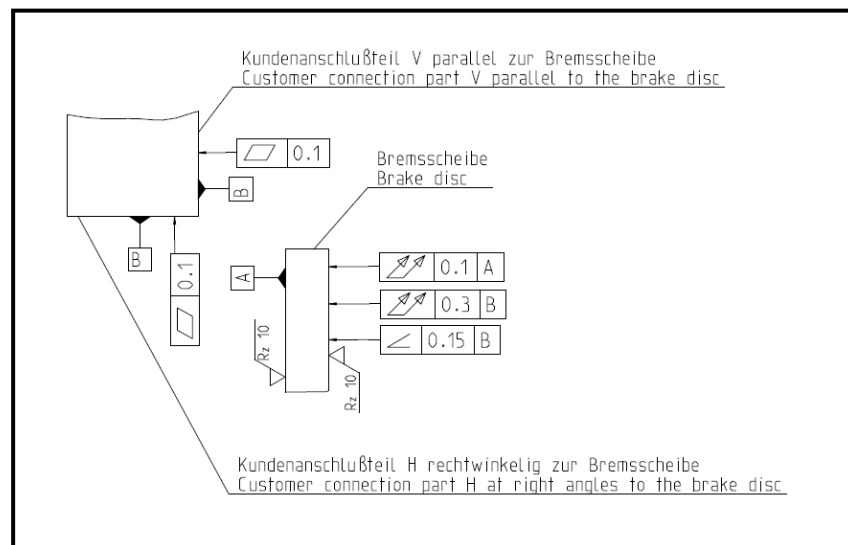 Kundenanschlußteil V parallel zur Bremsscheibe
Customer connection part V parallel to the brake disc
0.1
B
Bremsscheibe
Brake disc
B
0.1
A
0.1 A
0.3 B
0.15 B
Rz 10
Rz 10
Kundenanschlußteil H rechtwinkelig zur Bremsscheibe
Customer connection part H at right angles to the brake disc